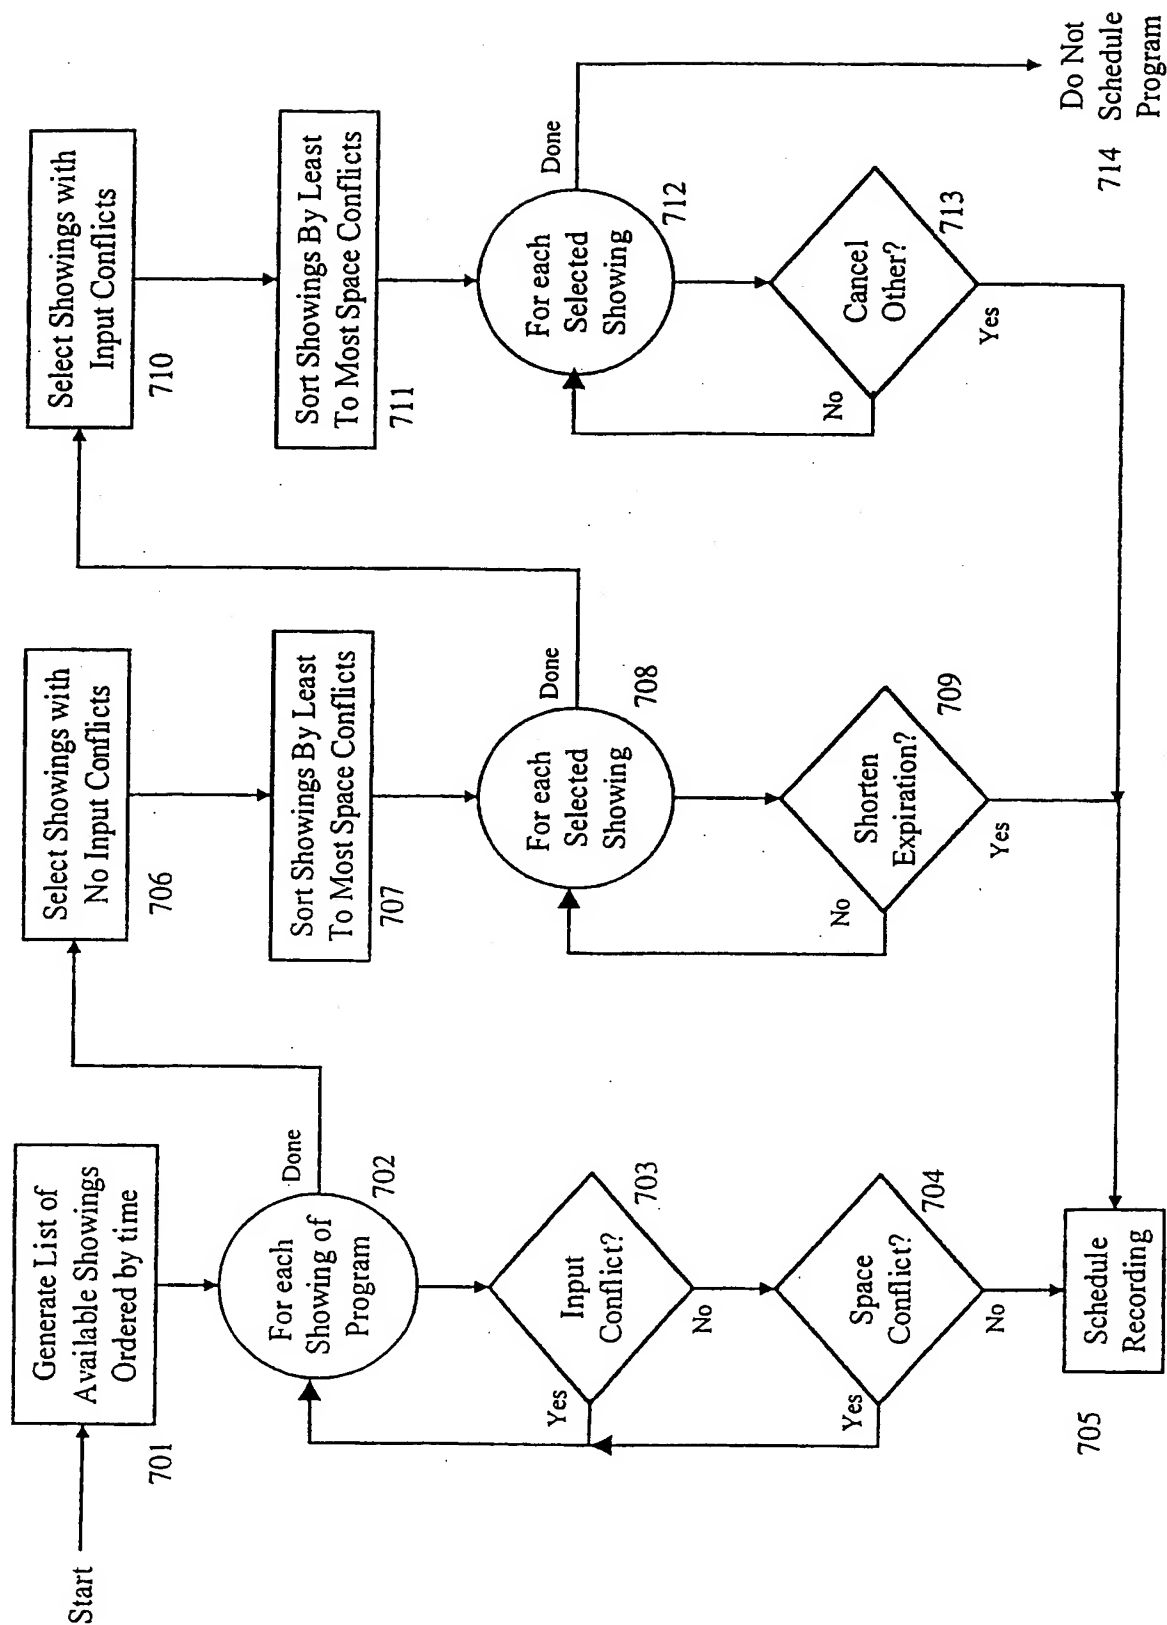 Start
Generate List of
Available Showings
Ordered by time
701
For each
Showing of
Program
702
Done
Input
Conflict?
703
Yes
No
Space
Conflict?
704
Yes
No
Schedule
Recording
705
Select Showings with
No Input Conflicts
706
Sort Showings By Least
To Most Space Conflicts
707
For each
Selected
Showing
708
Done
Shorten
Expiration?
709
No
Yes
Select Showings with
Input Conflicts
710
Sort Showings By Least
To Most Space Conflicts
711
For each
Selected
Showing
712
Done
Cancel
Other?
713
No
Yes
714
Do Not
Schedule
Program